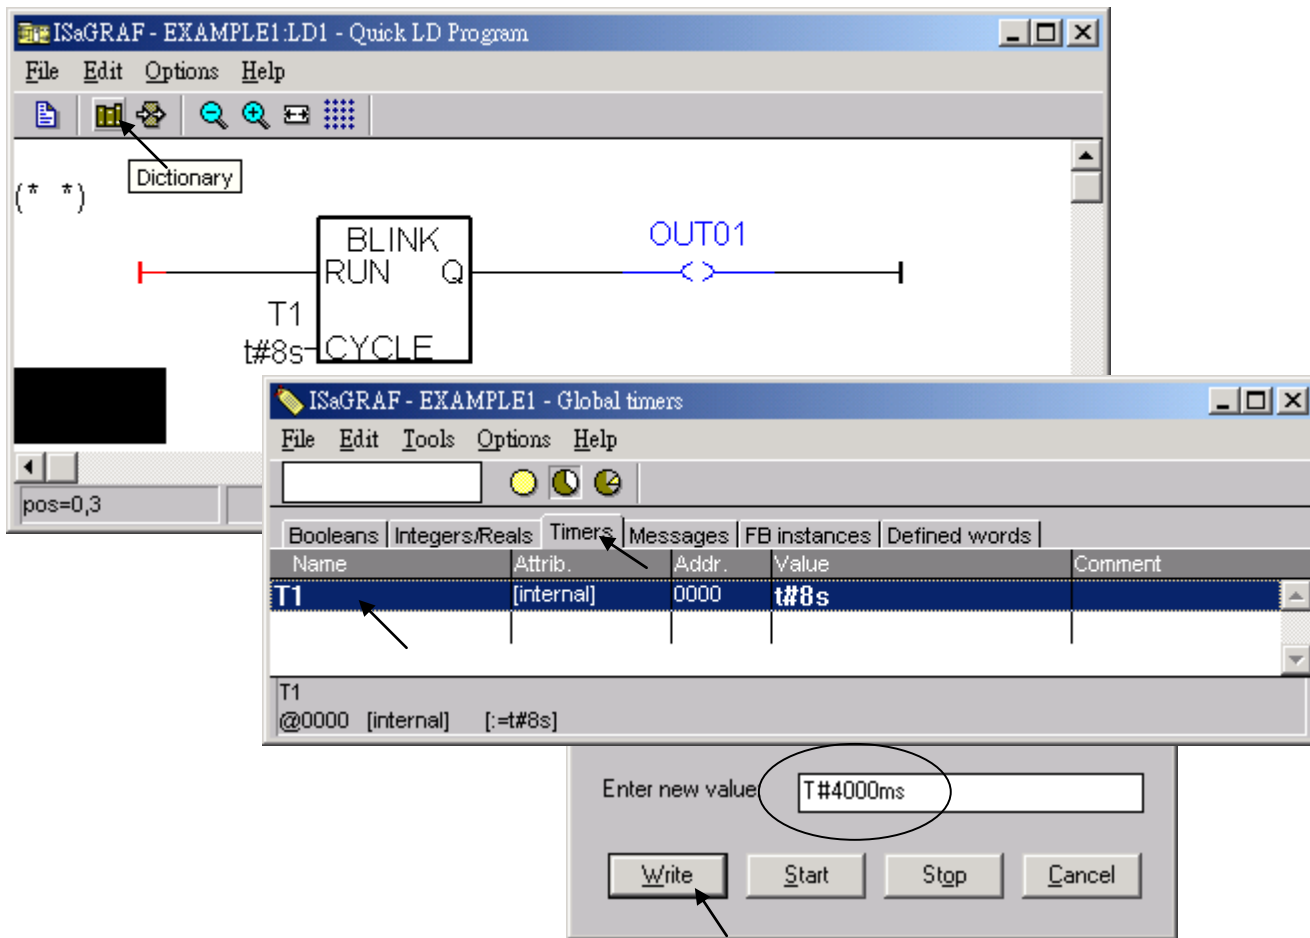 ISaGRAF - EXAMPLE1:LD1 - Quick LD Program
File Edit Options Help
Dictionary
(* *)
BLINK
OUT01
RUN Q
T1
t#8s
CYCLE
pos=0,3
ISaGRAF - EXAMPLE1 - Global timers
File Edit Tools Options Help
Booleans Integers/Reals Timers Messages FB instances Defined words
Name Attrib. Addr. Value Comment
T1 [internal] 0000 t#8s
T1
@0000 [internal] [:=t#8s]
Enter new value T#4000ms
Write Start Stop Cancel